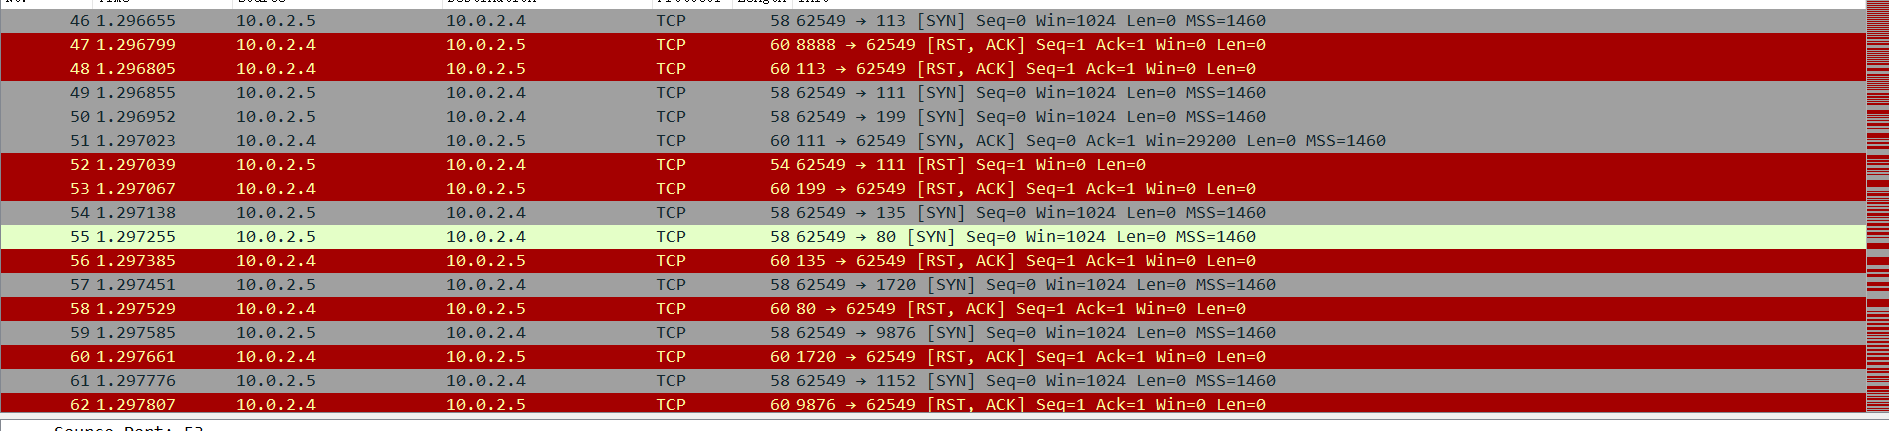 46 1.296655 10.0.2.5 10.0.2.4 TCP 58 62549 → 113 [SYN] Seq=0 Win=1024 Len=0 MSS=1460
47 1.296799 10.0.2.4 10.0.2.5 TCP 60 8888 → 62549 [RST, ACK] Seq=1 Ack=1 Win=0 Len=0
48 1.296805 10.0.2.4 10.0.2.5 TCP 60 113 → 62549 [RST, ACK] Seq=1 Ack=1 Win=0 Len=0
49 1.296855 10.0.2.5 10.0.2.4 TCP 58 62549 → 111 [SYN] Seq=0 Win=1024 Len=0 MSS=1460
50 1.296952 10.0.2.5 10.0.2.4 TCP 58 62549 → 199 [SYN] Seq=0 Win=1024 Len=0 MSS=1460
51 1.297023 10.0.2.4 10.0.2.5 TCP 60 111 → 62549 [SYN, ACK] Seq=0 Ack=1 Win=29200 Len=0 MSS=1460
52 1.297039 10.0.2.5 10.0.2.4 TCP 54 62549 → 111 [RST] Seq=1 Win=0 Len=0
53 1.297067 10.0.2.4 10.0.2.5 TCP 60 199 → 62549 [RST, ACK] Seq=1 Ack=1 Win=0 Len=0
54 1.297138 10.0.2.5 10.0.2.4 TCP 58 62549 → 135 [SYN] Seq=0 Win=1024 Len=0 MSS=1460
55 1.297255 10.0.2.5 10.0.2.4 TCP 58 62549 → 80 [SYN] Seq=0 Win=1024 Len=0 MSS=1460
56 1.297385 10.0.2.4 10.0.2.5 TCP 60 135 → 62549 [RST, ACK] Seq=1 Ack=1 Win=0 Len=0
57 1.297451 10.0.2.5 10.0.2.4 TCP 58 62549 → 1720 [SYN] Seq=0 Win=1024 Len=0 MSS=1460
58 1.297529 10.0.2.4 10.0.2.5 TCP 60 80 → 62549 [RST, ACK] Seq=1 Ack=1 Win=0 Len=0
59 1.297585 10.0.2.5 10.0.2.4 TCP 58 62549 → 9876 [SYN] Seq=0 Win=1024 Len=0 MSS=1460
60 1.297661 10.0.2.4 10.0.2.5 TCP 60 1720 → 62549 [RST, ACK] Seq=1 Ack=1 Win=0 Len=0
61 1.297776 10.0.2.5 10.0.2.4 TCP 58 62549 → 1152 [SYN] Seq=0 Win=1024 Len=0 MSS=1460
62 1.297807 10.0.2.4 10.0.2.5 TCP 60 9876 → 62549 [RST, ACK] Seq=1 Ack=1 Win=0 Len=0